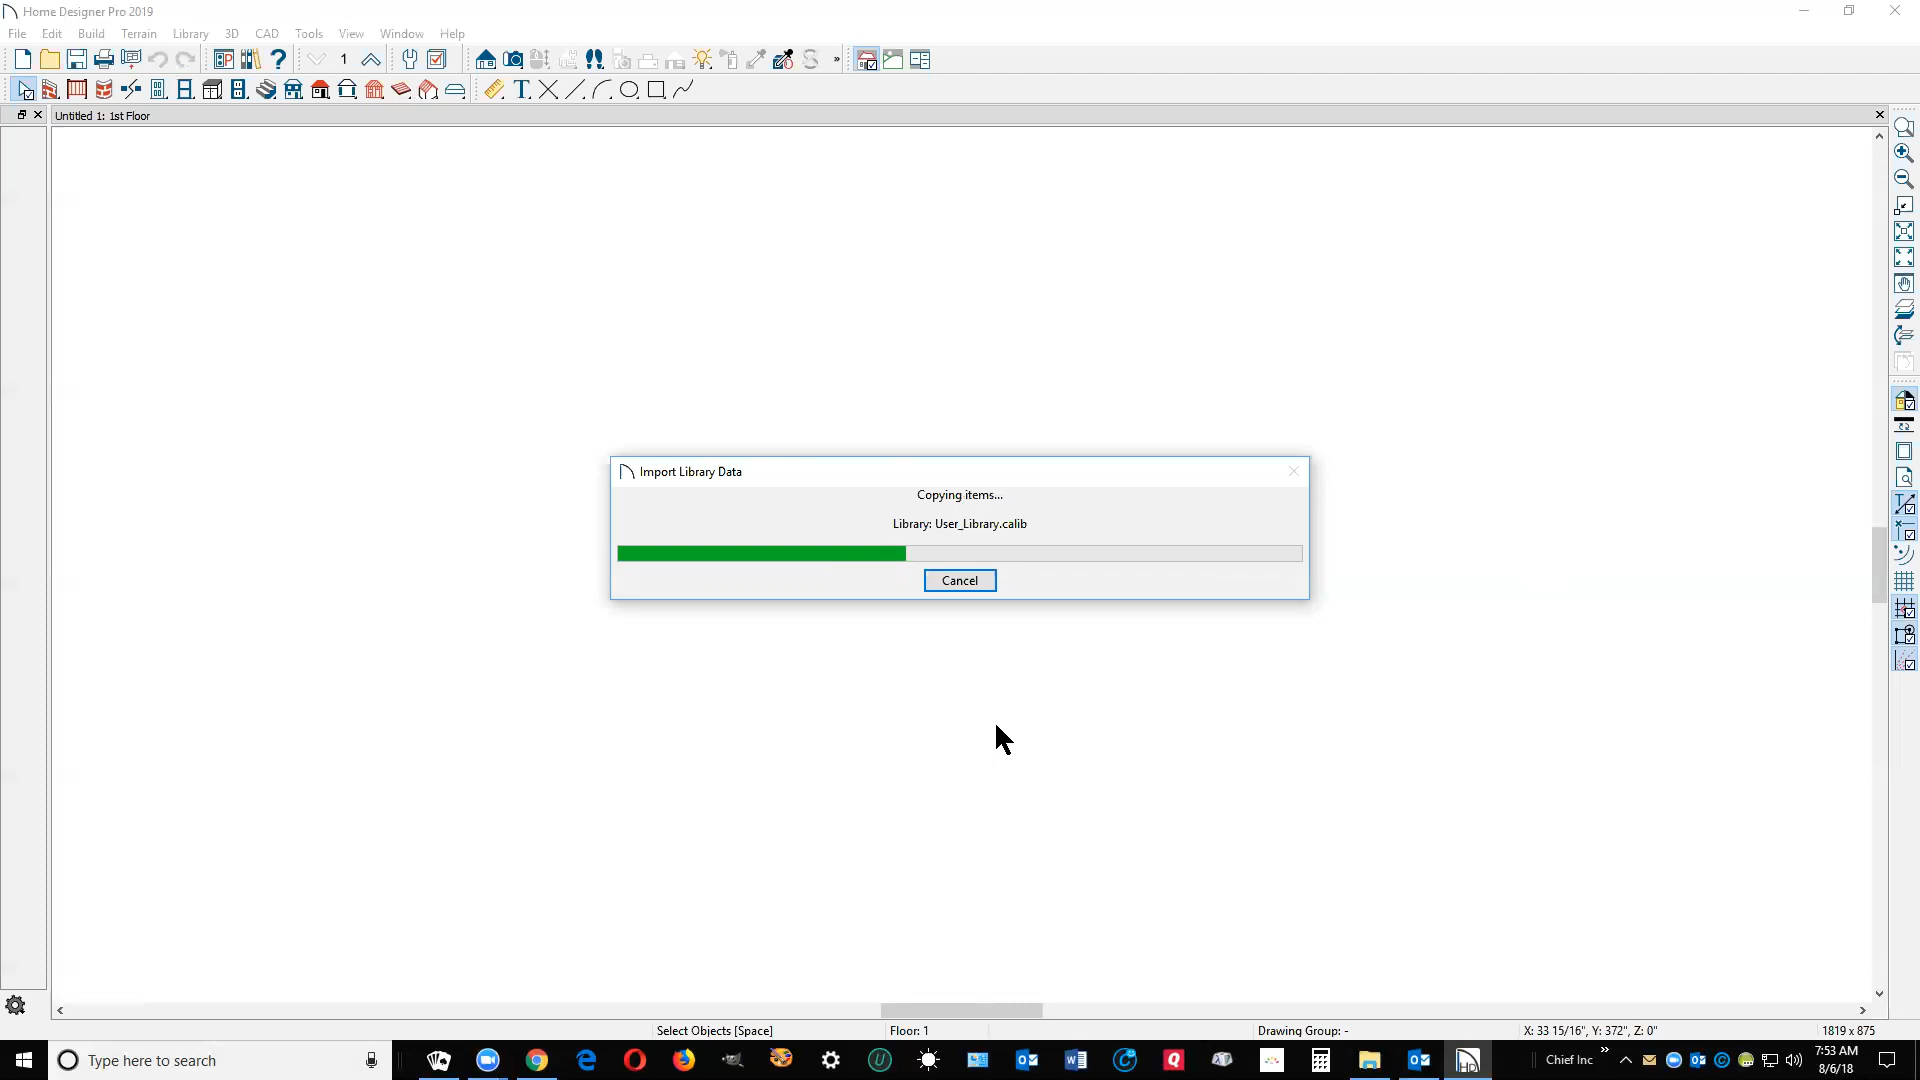 Home Designer Pro 2019
File Edit Build Terrain Library 3D CAD Tools View Window Help
1
Untitled 1: 1st Floor
Import Library Data
Copying items...
Library: User_Library.calib
Cancel
Select Objects [Space] Floor: 1 Drawing Group: - X: 33 15/16", Y: 372", Z: 0" 1819 x 875
Type here to search
Chief Inc
7:53 AM
8/6/18